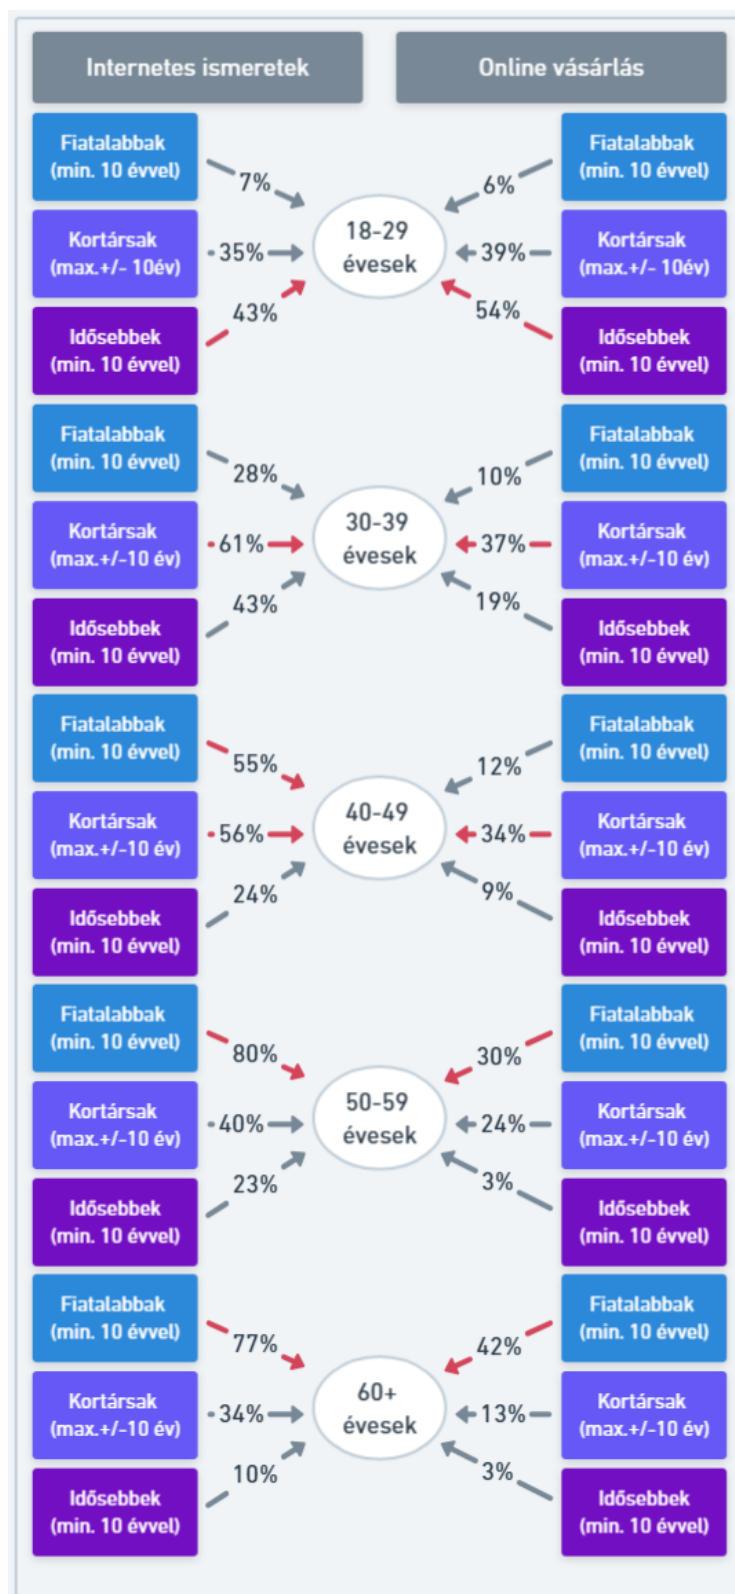 Internetes ismeretek
Online vásárlás
Fiatalabbak
(min. 10 évvel)
7%
Kortársak
(max.+/- 10év)
35%
Idősebbek
(min. 10 évvel)
43%
18-29
évesek
Fiatalabbak
(min. 10 évvel)
6%
Kortársak
(max.+/- 10év)
39%
Idősebbek
(min. 10 évvel)
54%
Fiatalabbak
(min. 10 évvel)
28%
Kortársak
(max.+/-10 év)
61%
Idősebbek
(min. 10 évvel)
43%
30-39
évesek
Fiatalabbak
(min. 10 évvel)
10%
Kortársak
(max.+/-10 év)
37%
Idősebbek
(min. 10 évvel)
19%
Fiatalabbak
(min. 10 évvel)
55%
Kortársak
(max.+/-10 év)
56%
Idősebbek
(min. 10 évvel)
24%
40-49
évesek
Fiatalabbak
(min. 10 évvel)
12%
Kortársak
(max.+/-10 év)
34%
Idősebbek
(min. 10 évvel)
9%
Fiatalabbak
(min. 10 évvel)
80%
Kortársak
(max.+/-10 év)
40%
Idősebbek
(min. 10 évvel)
23%
50-59
évesek
Fiatalabbak
(min. 10 évvel)
30%
Kortársak
(max.+/-10 év)
24%
Idősebbek
(min. 10 évvel)
3%
Fiatalabbak
(min. 10 évvel)
77%
Kortársak
(max.+/-10 év)
34%
Idősebbek
(min. 10 évvel)
10%
60+
évesek
Fiatalabbak
(min. 10 évvel)
42%
Kortársak
(max.+/-10 év)
13%
Idősebbek
(min. 10 évvel)
3%